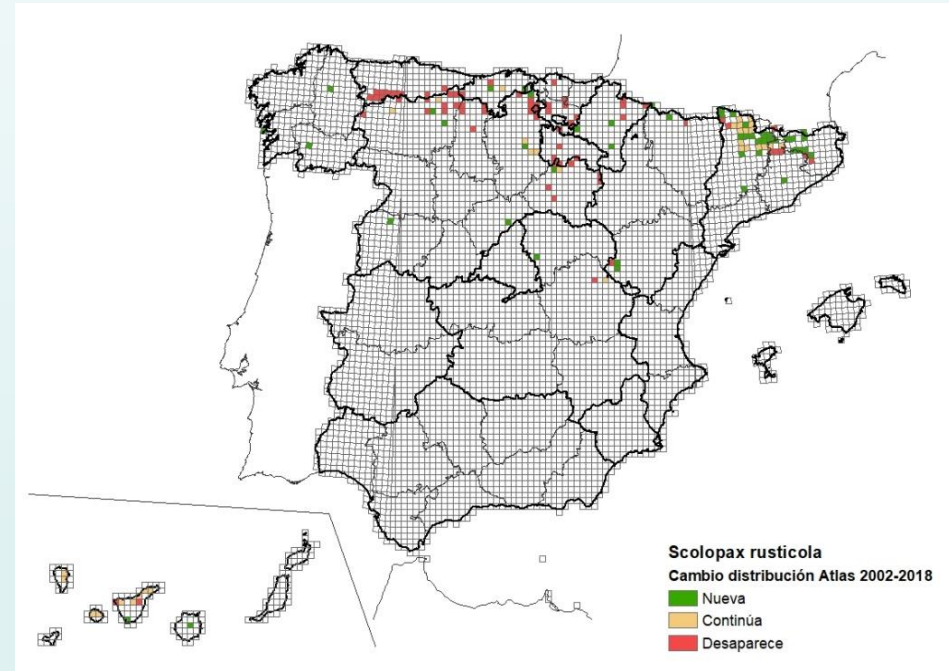 Scolopax rusticola
Cambio distribución Atlas 2002-2018
Nueva
Continúa
Desaparece